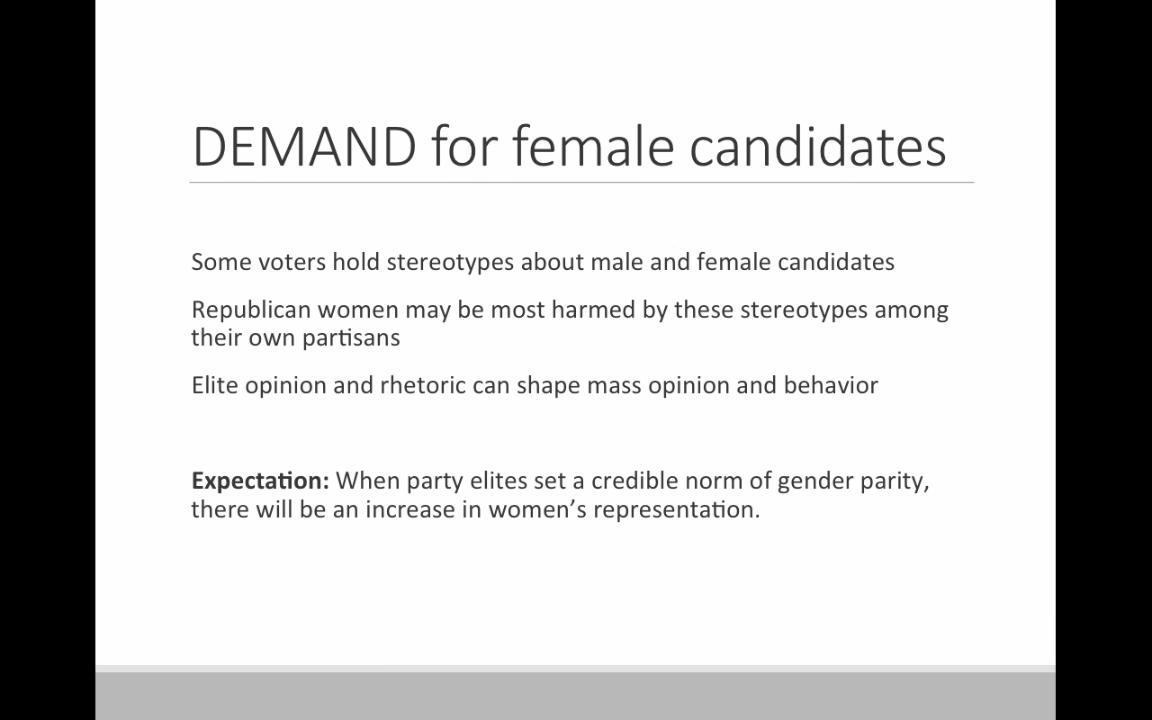 DEMAND for female candidates
Some voters hold stereotypes about male and female candidates
Republican women may be most harmed by these stereotypes among
their own partisans
Elite opinion and rhetoric can shape mass opinion and behavior
Expectation: When party elites set a credible norm of gender parity,
there will be an increase in women’s representation.